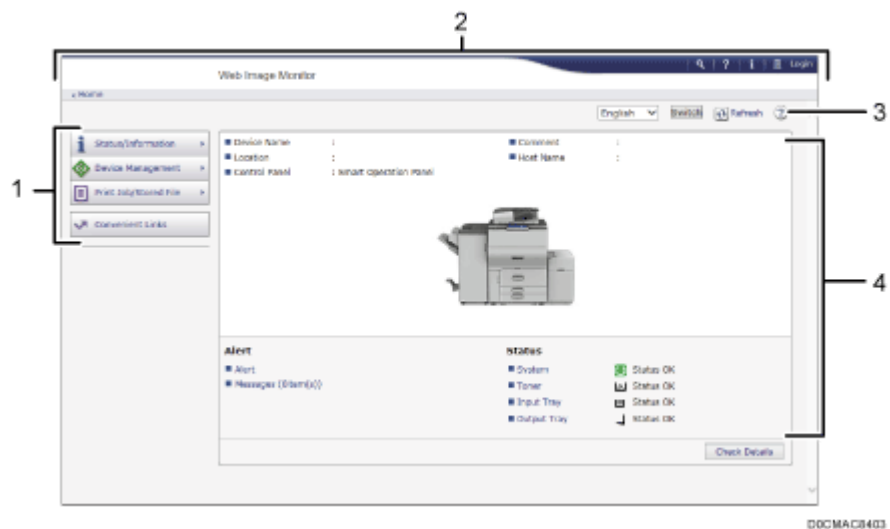 2
Login
Web Image Monitor
Home
English Switch Refresh
3
1
Status/Information
Device Management
Print Job/Stored File
Convenient Links
Device Name :
Location :
Control Panel : Smart Operation Panel
Comment :
Host Name :
4
Alert
Alert
Messages (0item(s))
Status
System Status OK
Toner Status OK
Input Tray Status OK
Output Tray Status OK
Check Details
D0CMAC8403